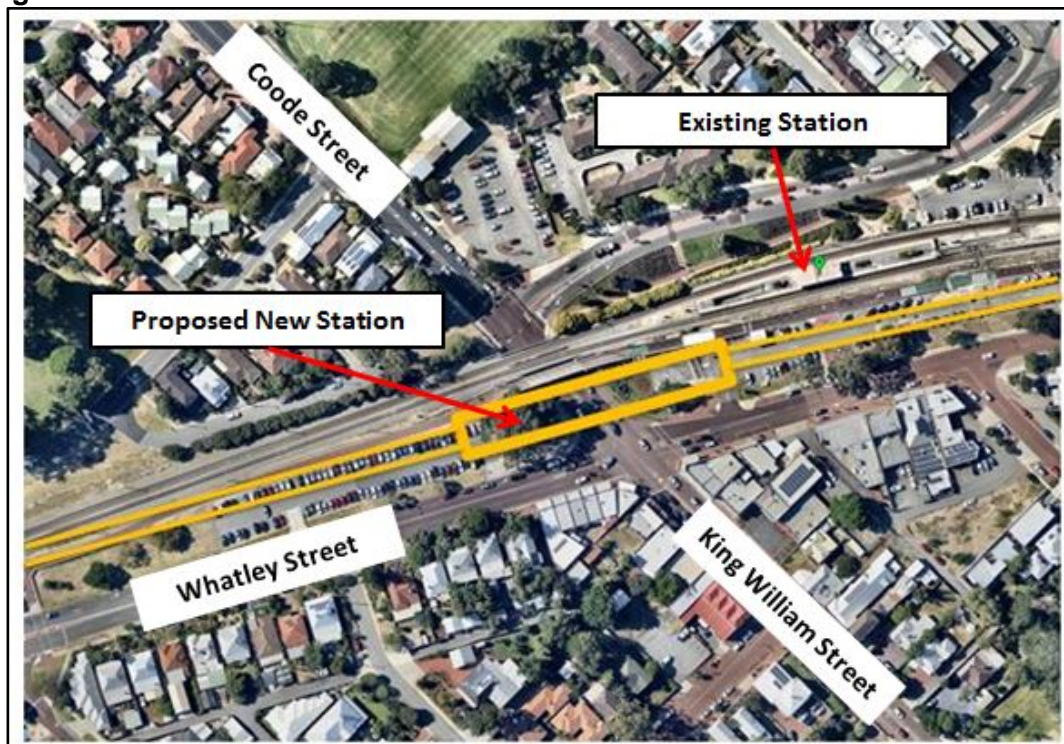 g
Coode Street
Existing Station
Proposed New Station
Whatley Street
King William Street